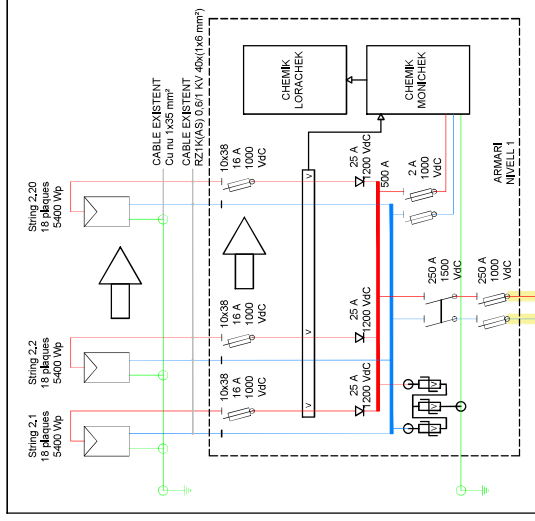 String 2.20
18 plaques
5400 Wp
String 2.2
18 plaques
5400 Wp
String 2.1
18 plaques
5400 Wp
CABLE EXISTENT
Cu nu 1x35 mm²
CABLE EXISTENT
RZ1K(AS) 0,6/1 KV 40x(1x6 mm²)
10x38
16 A
1000
VdC
10x38
16 A
1000
VdC
10x38
16 A
1000
VdC
V
V
V
CHEMIK
LORACHEK
CHEMIK
MONICHEK
25 A
1200 VdC
25 A
1200 VdC
25 A
1200 VdC
500 A
2 A
1000
VdC
250 A
1500
VdC
250 A
1000
VdC
V
V
V
ARMARI
NIVELL 1